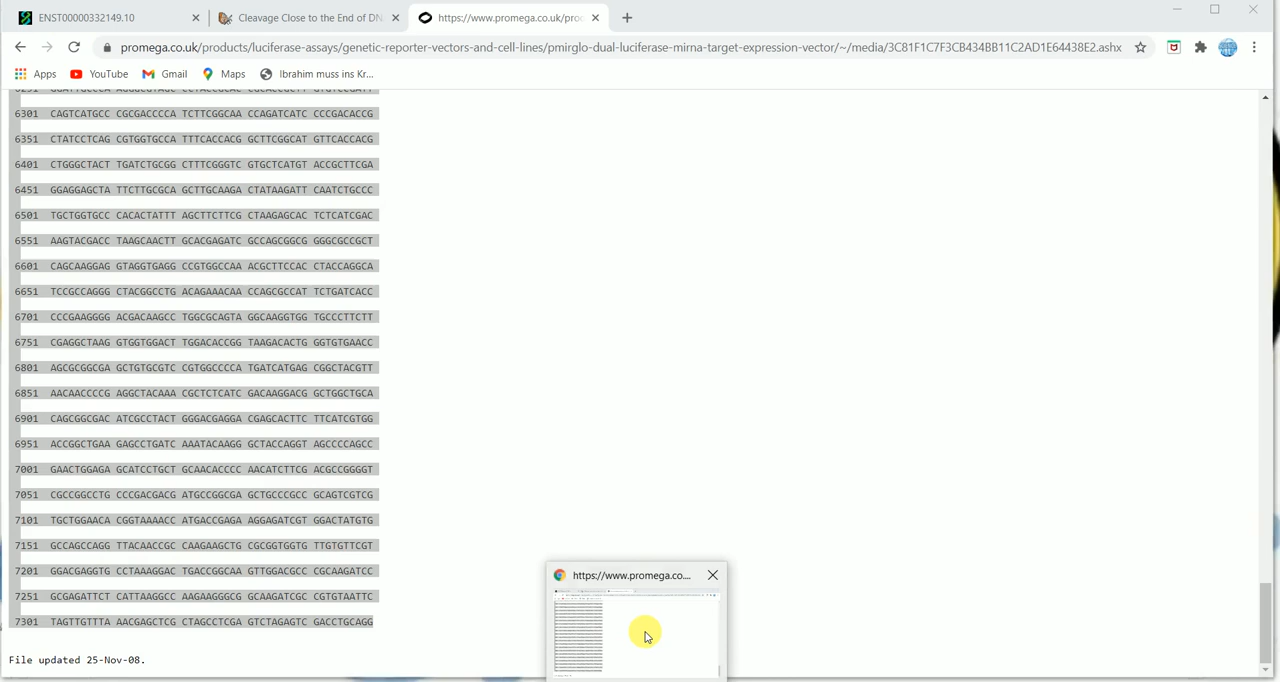 ENST00000332149.10
Cleavage Close to the End of DN
https://www.promega.co.uk/pro
promega.co.uk/products/luciferase-assays/genetic-reporter-vectors-and-cell-lines/pmirglo-dual-luciferase-mirna-target-expression-vector/~/media/3C81F1C7F3CB434BB11C2AD1E64438E2.ashx
Apps YouTube Gmail Maps Ibrahim muss ins Kr...
6301 CAGTCATGCC GCGACCCCAT ATCTTCGGCAA CCAGATCATC CCCGACACCG
6351 CTATCCTCAG CGTGGTGCCA TTTCACCACG GCTTCGGCAT GTTCACCACG
6401 CTGGGCTACT TGATCTGCGG CTTTCGGGTC GTGCTCATGT ACCGCTTCGA
6451 GGAGGAGCTA TTCTTGCGCA GCTTGCAAGA CTATAAGATT CAATCTGCCC
6501 TGCTGGTGCC CACACTATTT AGCTTCTTCG CTAAGAGCAC TCTCATCGAC
6551 AAGTACGACC TAAGCAACTT GCACGAGATC GCCAGCGGCG GGGCGCCGCT
6601 CAGCAAGGAG GTAGGTGAGG CCGTGGCCAA ACGCTTCCAC CTACCAGGCA
6651 TCCGCCAGGG CTACGGCCTG ACAGAAACAA CCAGCGCCAT TCTGATCACC
6701 CCCGAAGGGG ACGACAAGCC TGGCGCAGTA GGCAAGGTGG TGCCCTTCTT
6751 CGAGGCTAAG GTGGTGGACT TGGACACCGG TAAGACACTG GGTGTGAACC
6801 AGCGCGGCGA GCTGTGCGTC CGTGGCCCCA TGATCATGAG CGGCTACGTT
6851 AACAACCCCG AGGCTACAAA CGCTCTCATC GACAAGGACG GCTGGCTGCA
6901 CAGCGGCGAC ATCGCCTACT GGGACGAGGA CGAGCACTTC TTCATCGTGG
6951 ACCGGCTGAA GAGCCTGATC AAATACAAGG GCTACCAGGT AGCCCCAGCC
7001 GAACTGGAGA GCATCCTGCT GCAACACCCC AACATCTTCG ACGCCGGGGT
7051 CGCCGGCCTG CCCGACGACG ATGCCGGCGA GCTGCCCGCC GCAGTCGTCG
7101 TGCTGGAACA CGGTAAAACC ATGACCGAGA AGGAGATCGT GGACTATGTG
7151 GCCAGCCAGG TTACAACCGC CAAGAAGCTG CGCGGTGGTG TTGTGTTCGT
7201 GGACGAGGTG CCTAAAGGAC TGACCGGCAA GTTGGACGCC CGCAAGATCC
7251 GCGAGATTCT CATTAAGGCC AAGAAGGGCG GCAAGATCGC CGTGTAATTC
7301 TAGTTGTTTA AACGAGCTCG CTAGCCTCGA GTCTAGAGTC GACCTGCAGG
File updated 25-Nov-08.
https://www.promega.co....